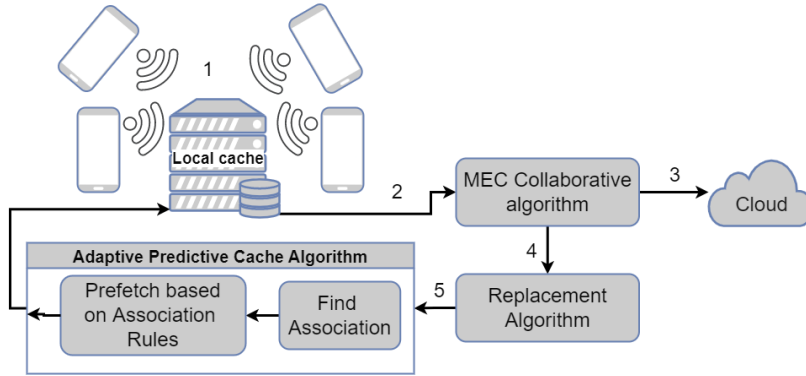 1
Local cache
2
MEC Collaborative
algorithm
3
Cloud
4
Adaptive Predictive Cache Algorithm
Prefetch based
on Association
Rules
Find
Association
5
Replacement
Algorithm